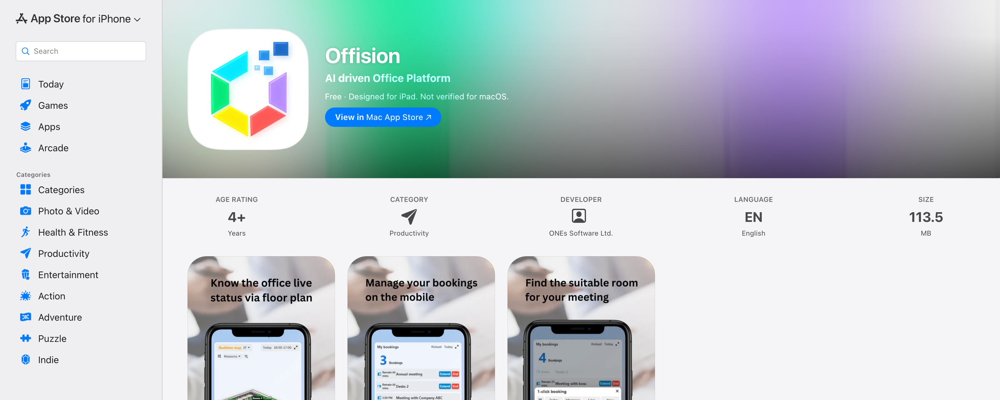 App Store for iPhone
Search
Today
Games
Apps
Arcade
Categories
Categories
Photo & Video
Health & Fitness
Productivity
Entertainment
Action
Adventure
Puzzle
Indie
Offision
AI driven Office Platform
Free · Designed for iPad. Not verified for macOS.
View in Mac App Store
AGE RATING
4+
Years
CATEGORY
Productivity
DEVELOPER
ONEs Software Ltd.
LANGUAGE
EN
English
SIZE
113.5
MB
Know the office live
status via floor plan
Realtime map 1F Today 16:00-17:00
Resource
Rooms 3
Manage your bookings
on the mobile
My bookings Reload Today
3 Bookings
Remain 44 mins Annual meeting Extend End
Remain 44 mins Desks 2 Extend End
5:00 PM Meeting with Company ABC
Find the suitable room
for your meeting
My bookings Reload Today
4 Bookings
Desks 2
Remain 25 mins Meeting with boss Extend End
1-click booking